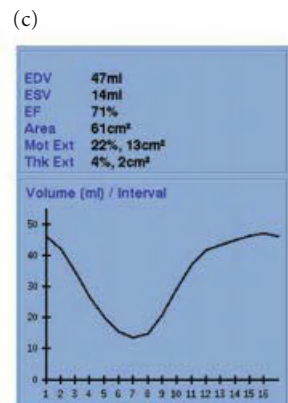 (c)
EDV 47ml
ESV 14ml
EF 71%
Area 61cm²
Mot Ext 22%, 13cm²
Thk Ext 4%, 2cm²
Volume (ml) / Interval
50
40
30
20
10
0
1 2 3 4 5 6 7 8 9 10 11 12 13 14 15 16